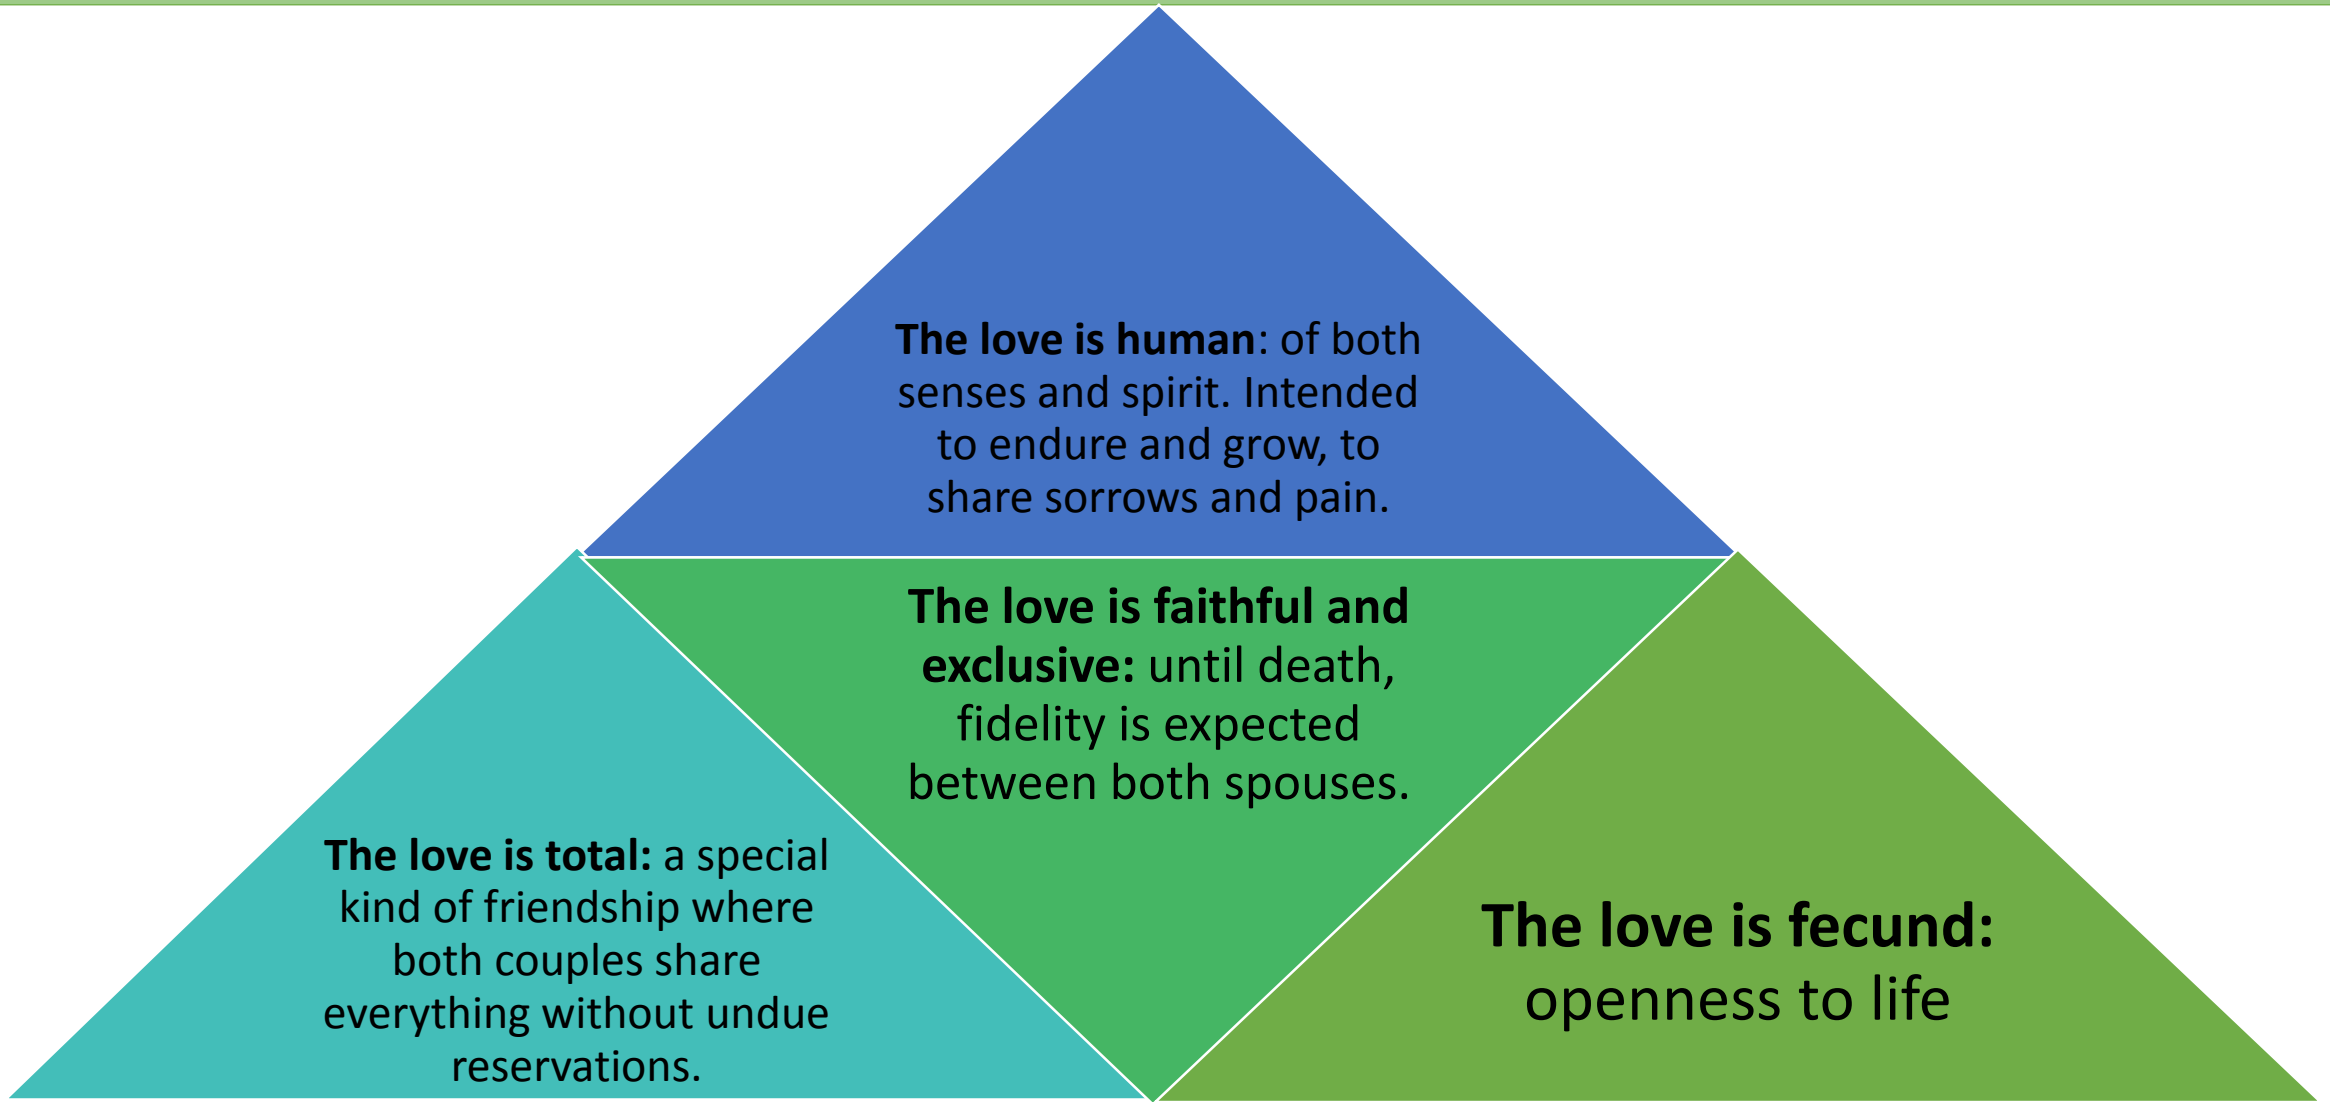 The love is human: of both
senses and spirit. Intended
to endure and grow, to
share sorrows and pain.
The love is total: a special
kind of friendship where
both couples share
everything without undue
reservations.
The love is faithful and
exclusive: until death,
fidelity is expected
between both spouses.
The love is fecund:
openness to life